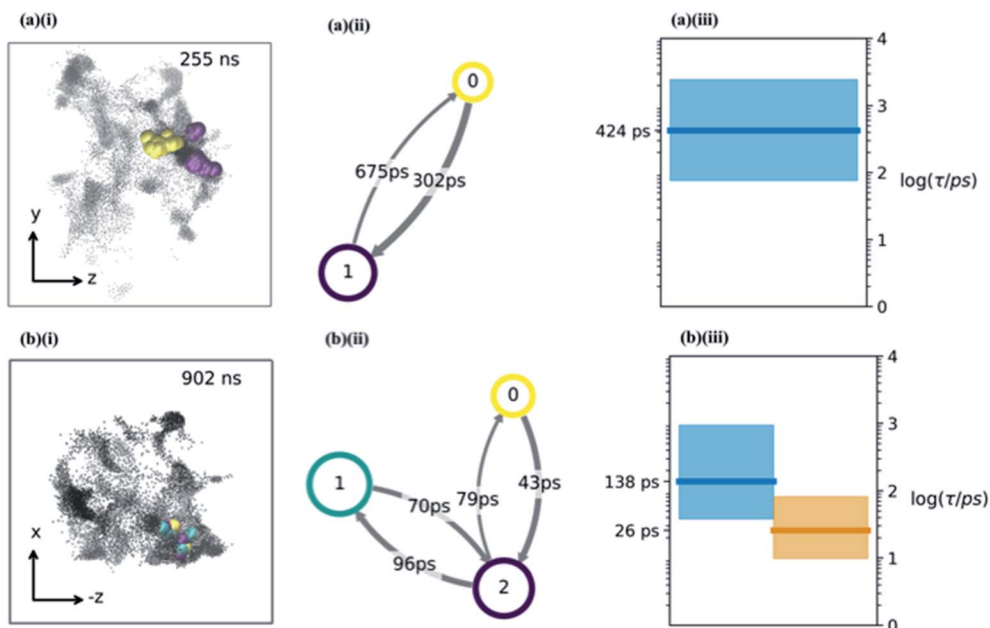 (a)(i)
(a)(ii)
(a)(iii)
255 ns
y
z
0
675ps
302ps
1
424 ps
4
3
2
1
0
log(τ/ps)
(b)(i)
(b)(ii)
(b)(iii)
902 ns
x
-z
0
1
43ps
70ps
79ps
96ps
2
138 ps
26 ps
4
3
2
1
0
log(τ/ps)